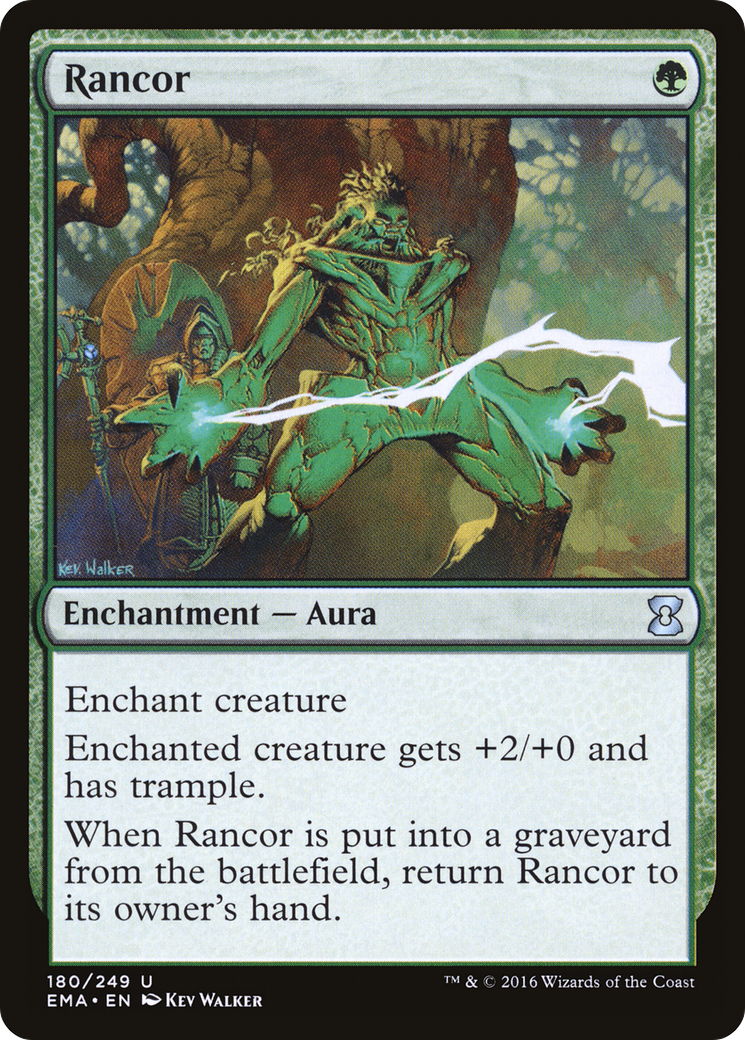 Rancor
Kev. Walker
Enchantment — Aura
Enchant creature
Enchanted creature gets +2/+0 and
has trample.
When Rancor is put into a graveyard
from the battlefield, return Rancor to
its owner's hand.
180/249 U
™ & © 2016 Wizards of the Coast
EMA • EN Kev Walker